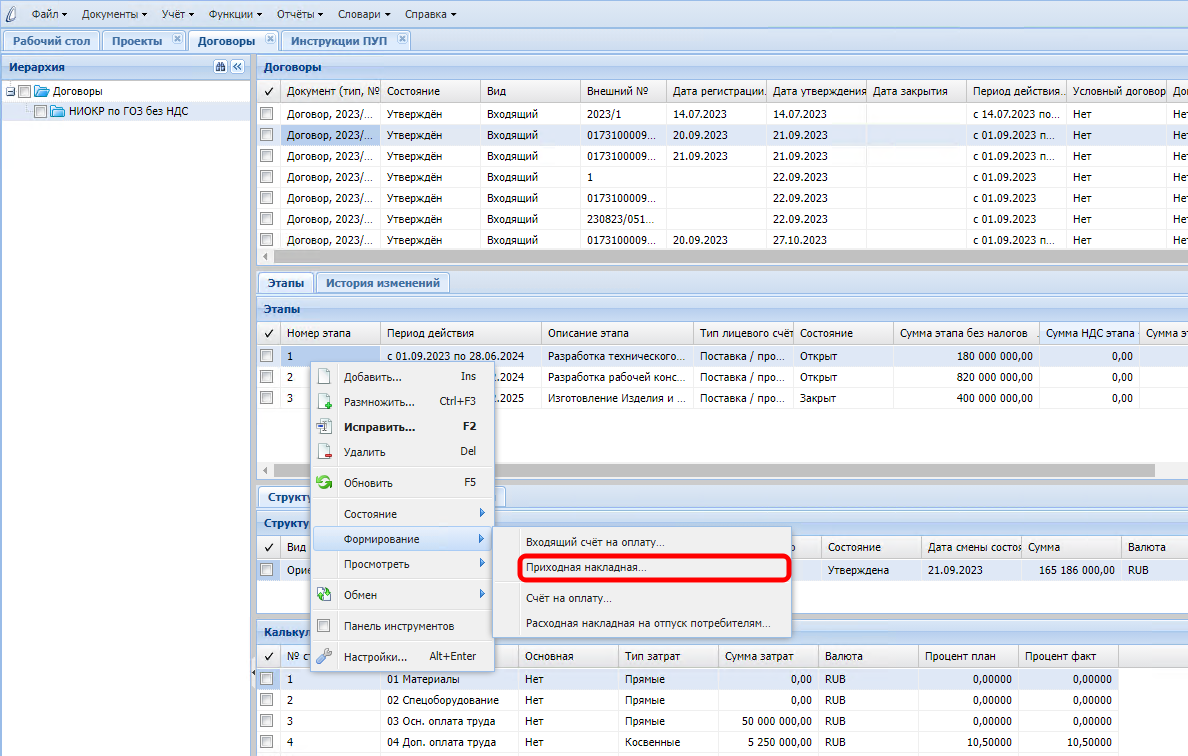 Файл Документы Учёт Функции Отчёты Словари Справка
Рабочий стол Проекты Договоры Инструкции ПУП
Иерархия
Договоры
НИОКР по ГОЗ без НДС
Договоры
Документ (тип, № Состояние Вид Внешний № Дата регистрации. Дата утверждения Дата закрытия Период действия.. Условный договор До
Договор, 2023/... Утверждён Входящий 2023/1 14.07.2023 14.07.2023 с 14.07.2023 по... Нет Нет
Договор, 2023/... Утверждён Входящий 0173100009... 20.09.2023 21.09.2023 с 01.09.2023 п... Нет Нет
Договор, 2023/... Утверждён Входящий 0173100009... 21.09.2023 21.09.2023 с 01.09.2023 п... Нет Нет
Договор, 2023/... Утверждён Входящий 1 22.09.2023 с 01.09.2023 Нет Нет
Договор, 2023/... Утверждён Входящий 0173100009... 22.09.2023 с 01.09.2023 Нет Нет
Договор, 2023/... Утверждён Входящий 230823/051... 22.09.2023 с 01.09.2023 Нет Нет
Договор, 2023/... Утверждён Входящий 0173100009... 20.09.2023 27.10.2023 с 01.09.2023 п... Нет Нет
Этапы История изменений
Этапы
Номер этапа Период действия Описание этапа Тип лицевого счёт Состояние Сумма этапа без налогов Сумма НДС этапа Сумма э
1 с 01.09.2023 по 28.06.2024 Разработка технического... Поставка / про... Открыт 180 000 000,00 0,00
2 .2024 Разработка рабочей конс... Поставка / про... Открыт 820 000 000,00 0,00
3 .2025 Изготовление Изделия и ... Поставка / про... Закрыт 400 000 000,00 0,00
Добавить... Ins
Размножить... Ctrl+F3
Исправить... F2
Удалить Del
Обновить F5
Состояние
Формирование
Просмотреть
Обмен
Панель инструментов
Настройки... Alt+Enter
Входящий счёт на оплату...
Приходная накладная...
Счёт на оплату...
Расходная накладная на отпуск потребителям...
Структу
Структу
Вид Состояние Дата смены состоя Сумма Валюта
Орие Утверждена 21.09.2023 165 186 000,00 RUB
Калькул
№ с Основная Тип затрат Сумма затрат Валюта Процент план Процент факт
1 01 Материалы Нет Прямые 0,00 RUB 0,00000 0,00000
2 02 Спецоборудование Нет Прямые 0,00 RUB 0,00000 0,00000
3 03 Осн. оплата труда Нет Прямые 50 000 000,00 RUB 0,00000 0,00000
4 04 Доп. оплата труда Нет Косвенные 5 250 000,00 RUB 10,50000 10,50000